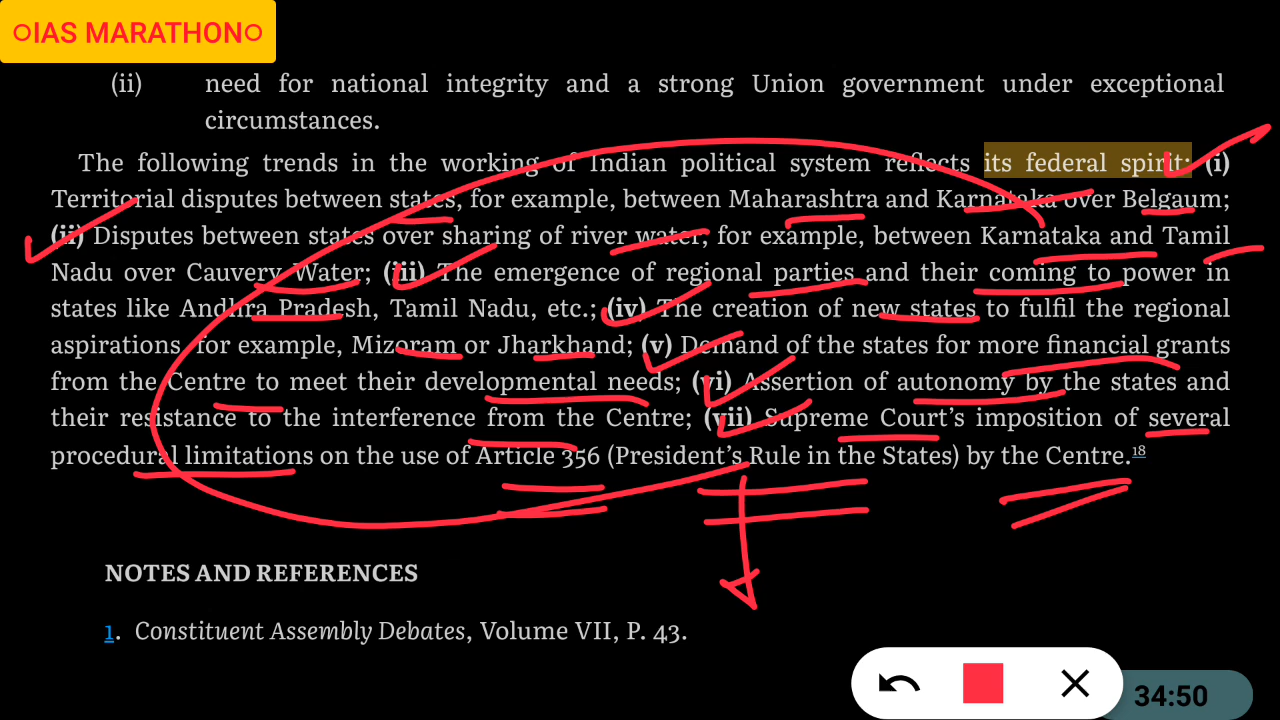 ○IAS MARATHON○
(ii) need for national integrity and a strong Union government under exceptional
circumstances.
The following trends in the working of Indian political system reflects its federal spirit: (i)
Territorial disputes between states, for example, between Maharashtra and Karnataka over Belgaum;
(ii) Disputes between states over sharing of river water, for example, between Karnataka and Tamil
Nadu over Cauvery Water; (iii) The emergence of regional parties and their coming to power in
states like Andhra Pradesh, Tamil Nadu, etc.; (iv) The creation of new states to fulfil the regional
aspirations, for example, Mizoram or Jharkhand; (v) Demand of the states for more financial grants
from the Centre to meet their developmental needs; (vi) Assertion of autonomy by the states and
their resistance to the interference from the Centre; (vii) Supreme Court's imposition of several
procedural limitations on the use of Article 356 (President's Rule in the States) by the Centre.18
NOTES AND REFERENCES
1. Constituent Assembly Debates, Volume VII, P. 43.
34:50